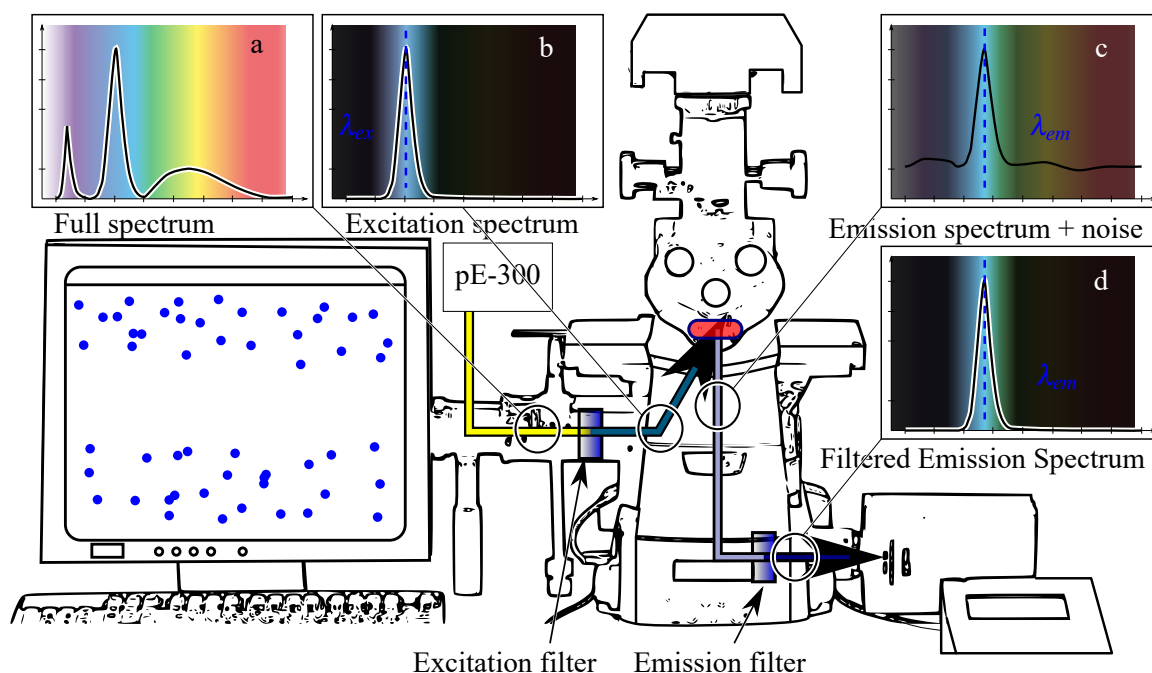 a
b
c
λex
λem
Full spectrum
Excitation spectrum
Emission spectrum + noise
pE-300
d
λem
Filtered Emission Spectrum
Excitation filter
Emission filter